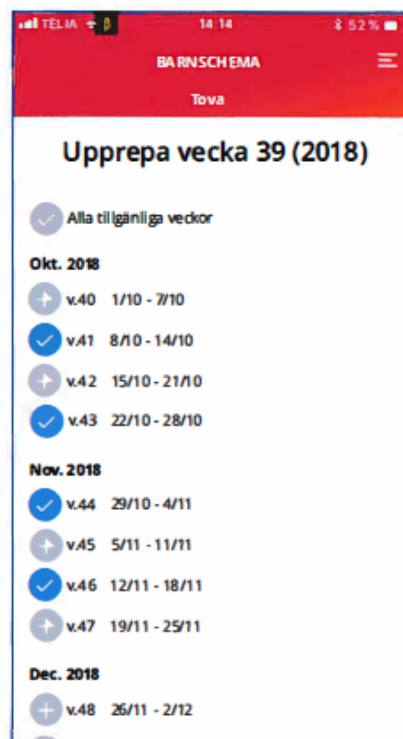 TELIA β 14:14 52 %
BARNSCHEMA
Tova
Upprepa vecka 39 (2018)
Alla tillgänliga veckor
Okt. 2018
v.40 1/10 - 7/10
v.41 8/10 - 14/10
v.42 15/10 - 21/10
v.43 22/10 - 28/10
Nov. 2018
v.44 29/10 - 4/11
v.45 5/11 - 11/11
v.46 12/11 - 18/11
v.47 19/11 - 25/11
Dec. 2018
v.48 26/11 - 2/12